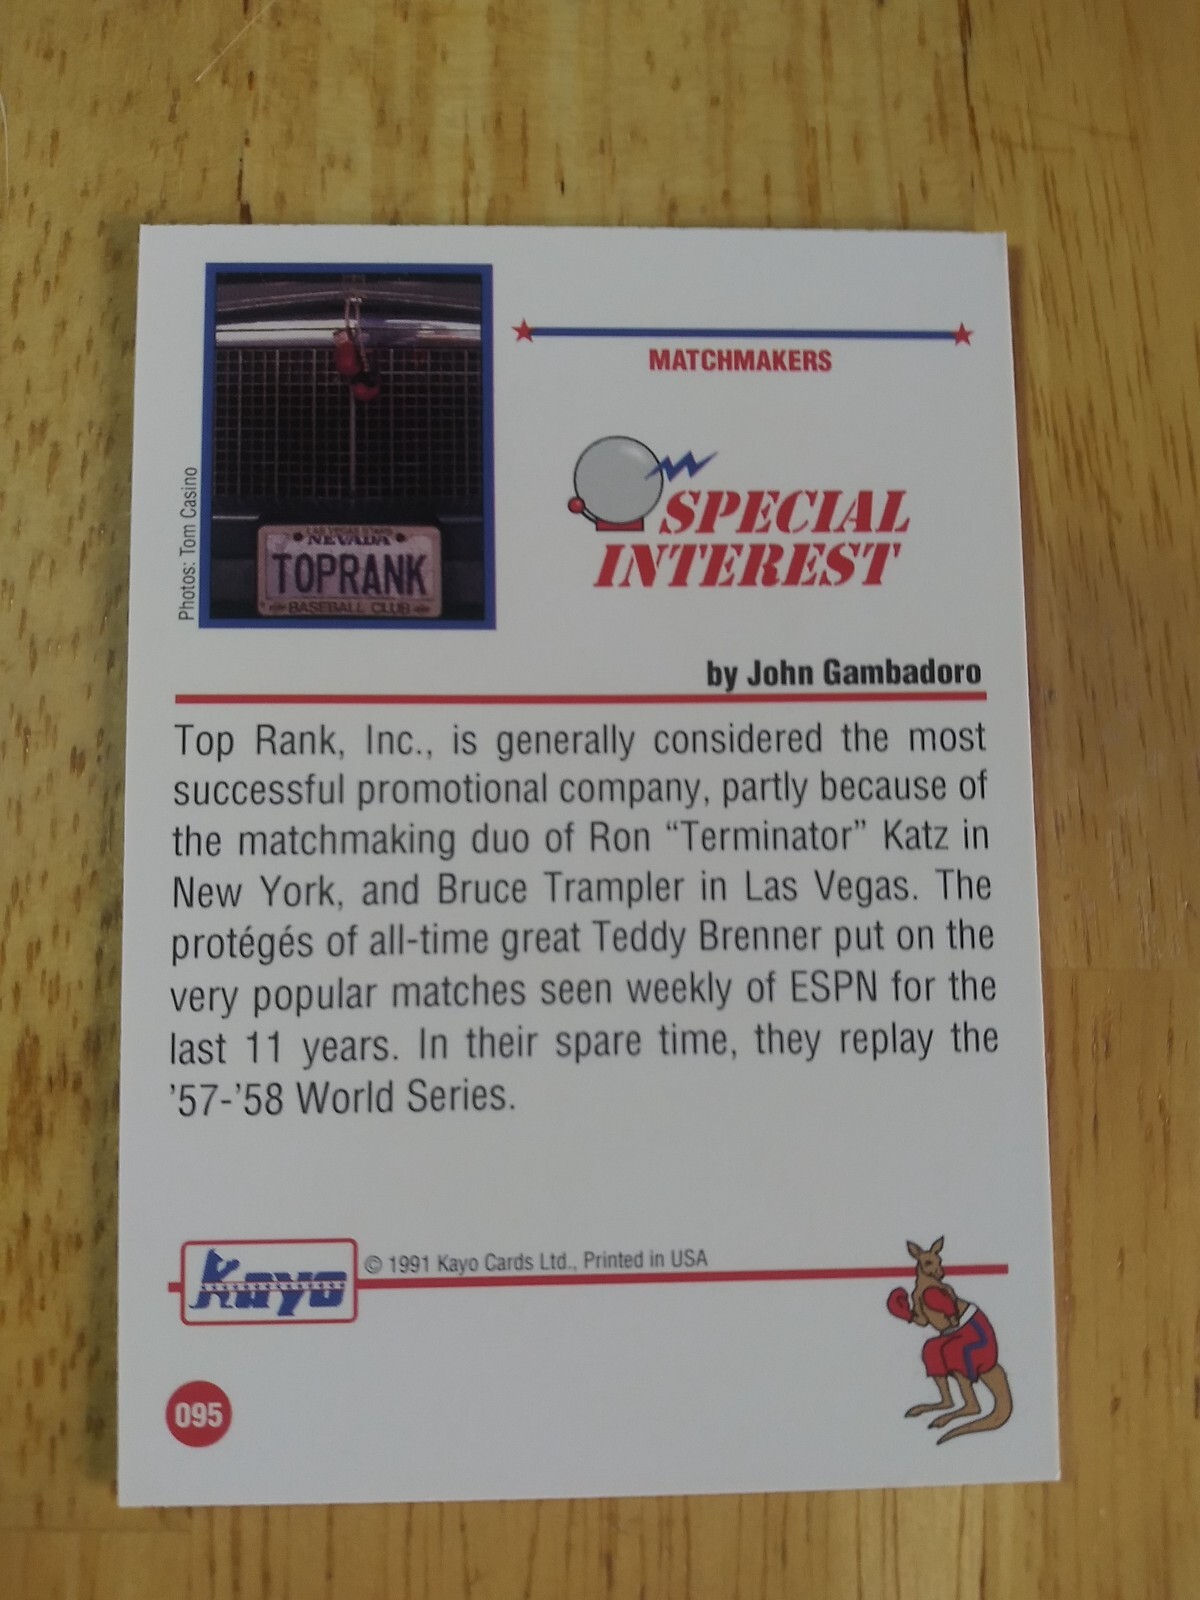 MATCHMAKERS
SPECIAL
INTEREST
Photos: Tom Casino
LAS VEGAS STARS
NEVADA
TOPRANK
BASEBALL CLUB
by John Gambadoro
Top Rank, Inc., is generally considered the most
successful promotional company, partly because of
the matchmaking duo of Ron “Terminator” Katz in
New York, and Bruce Trampler in Las Vegas. The
protégés of all-time great Teddy Brenner put on the
very popular matches seen weekly of ESPN for the
last 11 years. In their spare time, they replay the
’57-’58 World Series.
Kayo
© 1991 Kayo Cards Ltd., Printed in USA
095